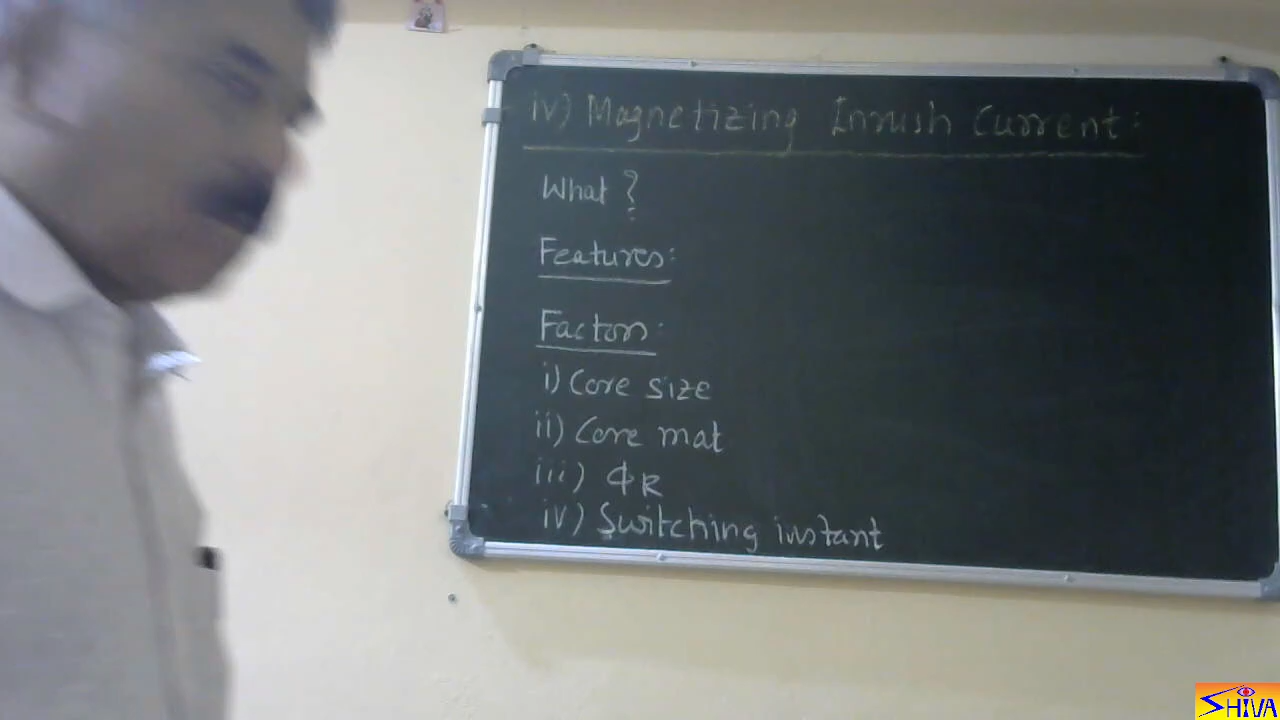 iv) Magnetizing Inrush Current:
What ?
Features:
Factors:
i) Core size
ii) Core mat
iii) ΦR
iv) Switching instant
SHIVA